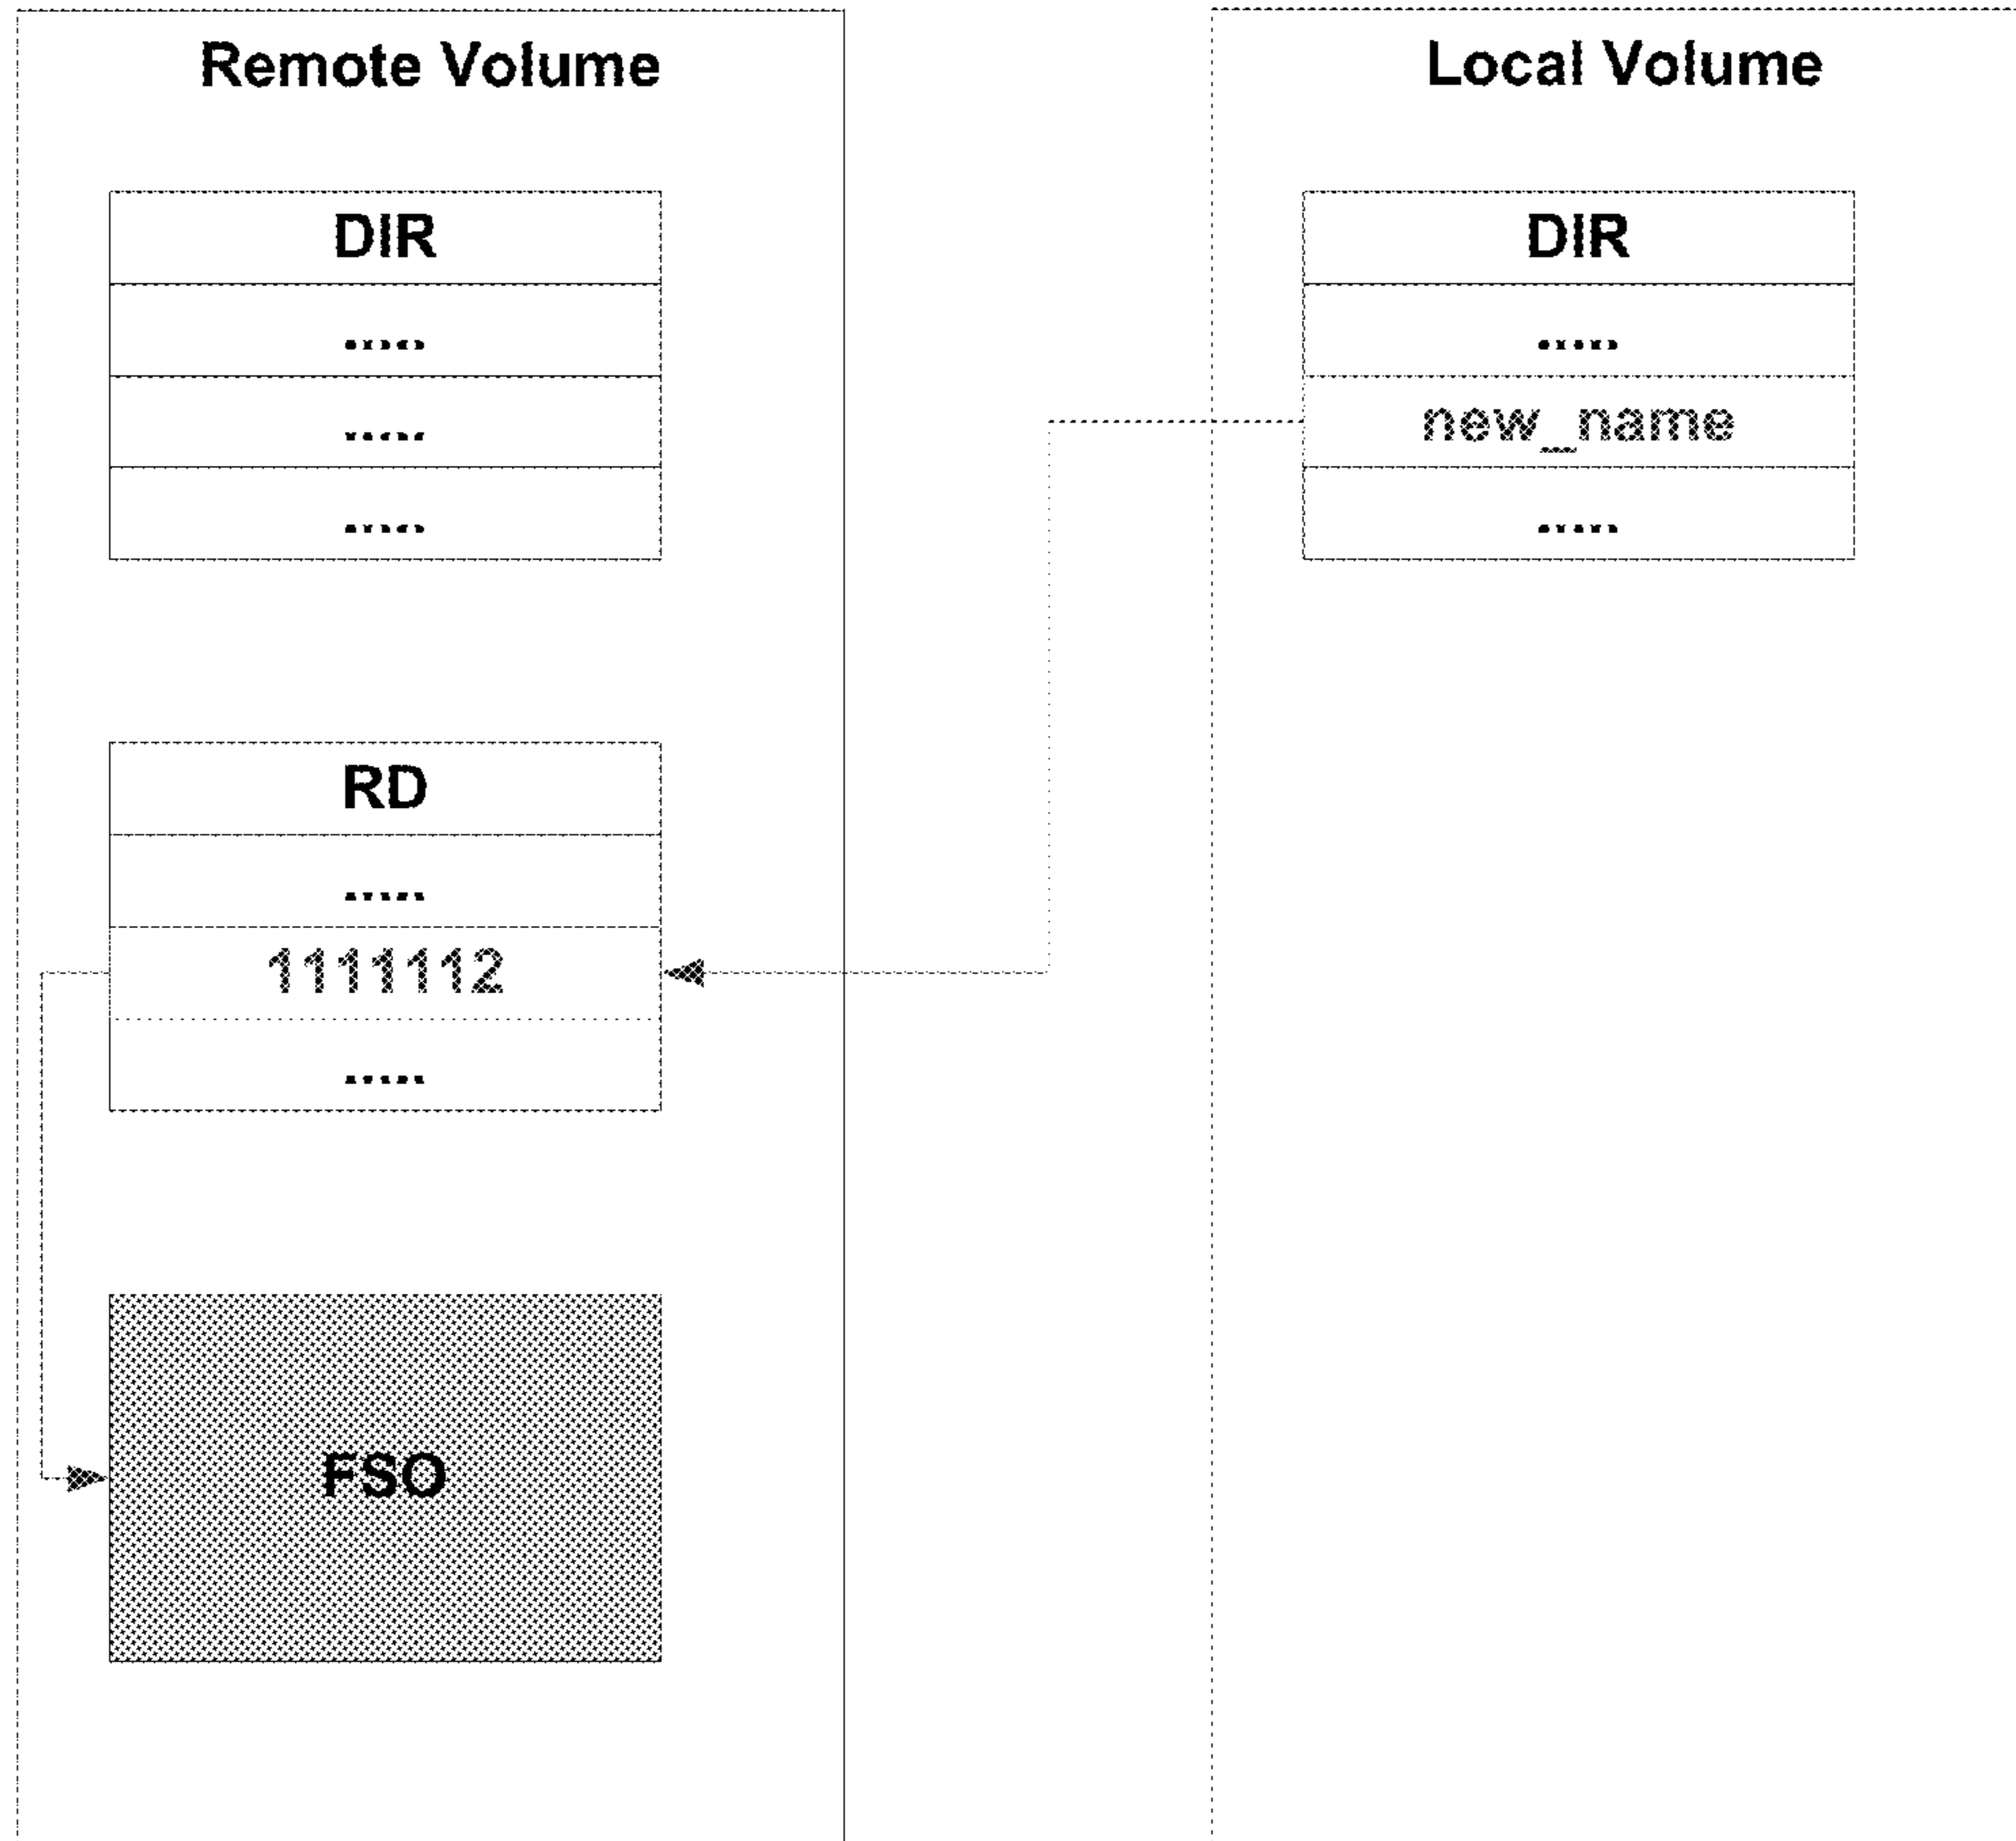 Remote Volume
DIR
.....
.....
.....
RD
.....
1111112
.....
FSO
Local Volume
DIR
.....
new_name
.....